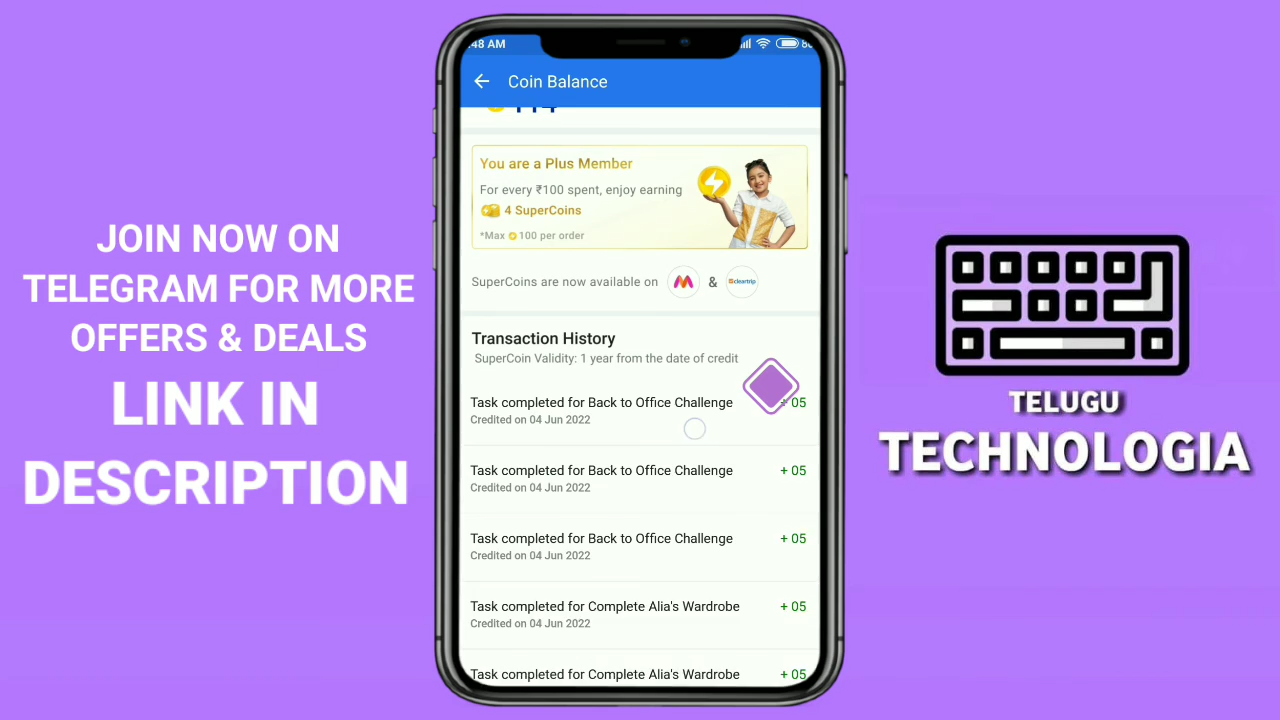 JOIN NOW ON
TELEGRAM FOR MORE
OFFERS & DEALS
LINK IN
DESCRIPTION
:48 AM
Coin Balance
You are a Plus Member
For every ₹100 spent, enjoy earning
4 SuperCoins
*Max 100 per order
SuperCoins are now available on & cleartrip
Transaction History
SuperCoin Validity: 1 year from the date of credit
Task completed for Back to Office Challenge + 05
Credited on 04 Jun 2022
Task completed for Back to Office Challenge + 05
Credited on 04 Jun 2022
Task completed for Back to Office Challenge + 05
Credited on 04 Jun 2022
Task completed for Complete Alia's Wardrobe + 05
Credited on 04 Jun 2022
Task completed for Complete Alia's Wardrobe + 05
TELUGU
TECHNOLOGIA